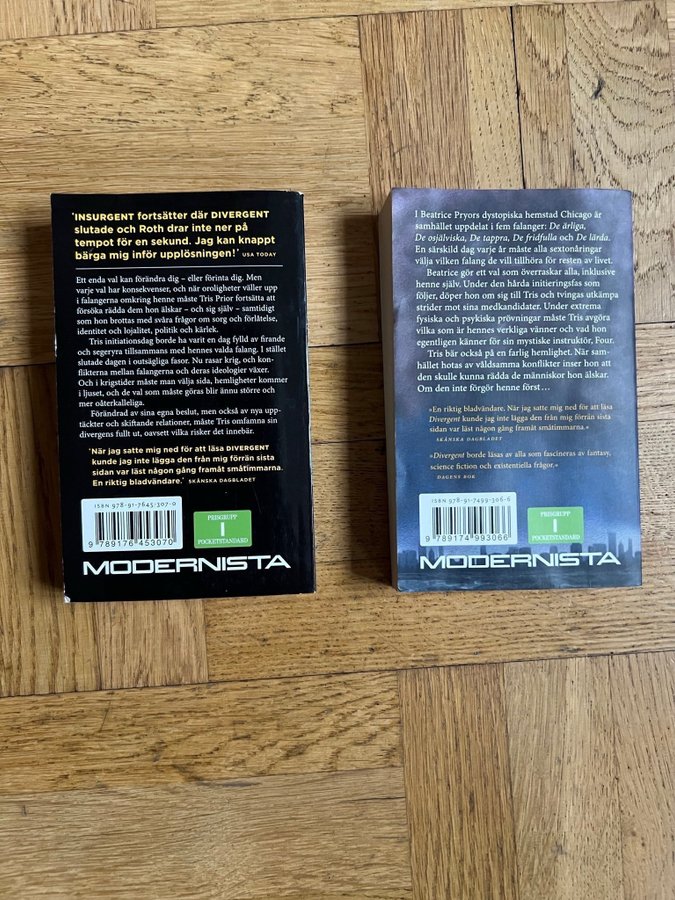 'INSURGENT fortsätter där DIVERGENT
slutade och Roth drar inte ner på
tempot för en sekund. Jag kan knappt
bärga mig inför upplösningen!' USA TODAY
Ett enda val kan förändra dig – eller förinta dig. Men
varje val har konsekvenser, och när oroligheter väller upp
i falangerna omkring henne måste Tris Prior fortsätta att
försöka rädda dem hon älskar – och sig själv – samtidigt
som hon brottas med svåra frågor om sorg och förlåtelse,
identitet och lojalitet, politik och kärlek.
Tris initiationsdag borde ha varit en dag fylld av firande
och segeryra tillsammans med hennes valda falang. I stället
slutade dagen i outsägliga fasor. Nu rasar krig, och kon-
flikterna mellan falangerna och deras ideologier växer.
Och i krigstider måste man välja sida, hemligheter kommer
i ljuset, och de val som måste göras blir ännu större och
mer oåterkalleliga.
Förändrad av sina egna beslut, men också av nya upp-
täckter och skiftande relationer, måste Tris omfamna sin
divergens fullt ut, oavsett vilka risker det innebär.
'När jag satte mig ned för att läsa DIVERGENT
kunde jag inte lägga den från mig förrän sista
sidan var läst någon gång framåt småtimmarna.
En riktig bladvändare.' SKÅNSKA DAGBLADET
ISBN 978-91-7645-307-0
9 789176 453070
PRISGRUPP
1
POCKETSTANDARD
MODERNISTA
I Beatrice Pryors dystopiska hemstad Chicago är
samhället uppdelat i fem falanger: De ärliga,
De osjälviska, De tappra, De fridfulla och De lärda.
En särskild dag varje år måste alla sextonåringar
välja vilken falang de vill tillhöra för resten av livet.
Beatrice gör ett val som överraskar alla, inklusive
henne själv. Under den hårda initieringsfas som
följer, döper hon om sig till Tris och tvingas utkämpa
strider mot sina medkandidater. Under extrema
fysiska och psykiska prövningar måste Tris avgöra
vilka som är hennes verkliga vänner och vad hon
egentligen känner för sin mystiske instruktör, Four.
Tris bär också på en farlig hemlighet. När sam-
hället hotas av våldsamma konflikter inser hon att
den skulle kunna rädda de människor hon älskar.
Om den inte förgör henne först …
»En riktig bladvändare. När jag satte mig ned för att läsa
Divergent kunde jag inte lägga den från mig förrän sista
sidan var läst någon gång framåt småtimmarna.«
SKÅNSKA DAGBLADET
»Divergent borde läsas av alla som fascineras av fantasy,
science fiction och existentiella frågor.«
DAGENS BOK
ISBN 978-91-7499-306-6
9 789174 993066
PRISGRUPP
1
POCKETSTANDARD
MODERNISTA